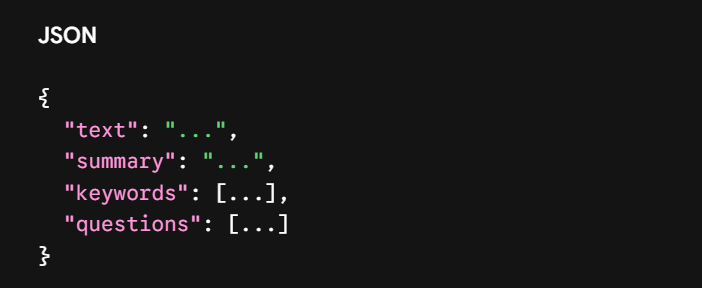 JSON
{
"text": "...",
"summary": "...",
"keywords": [...],
"questions": [...]
}